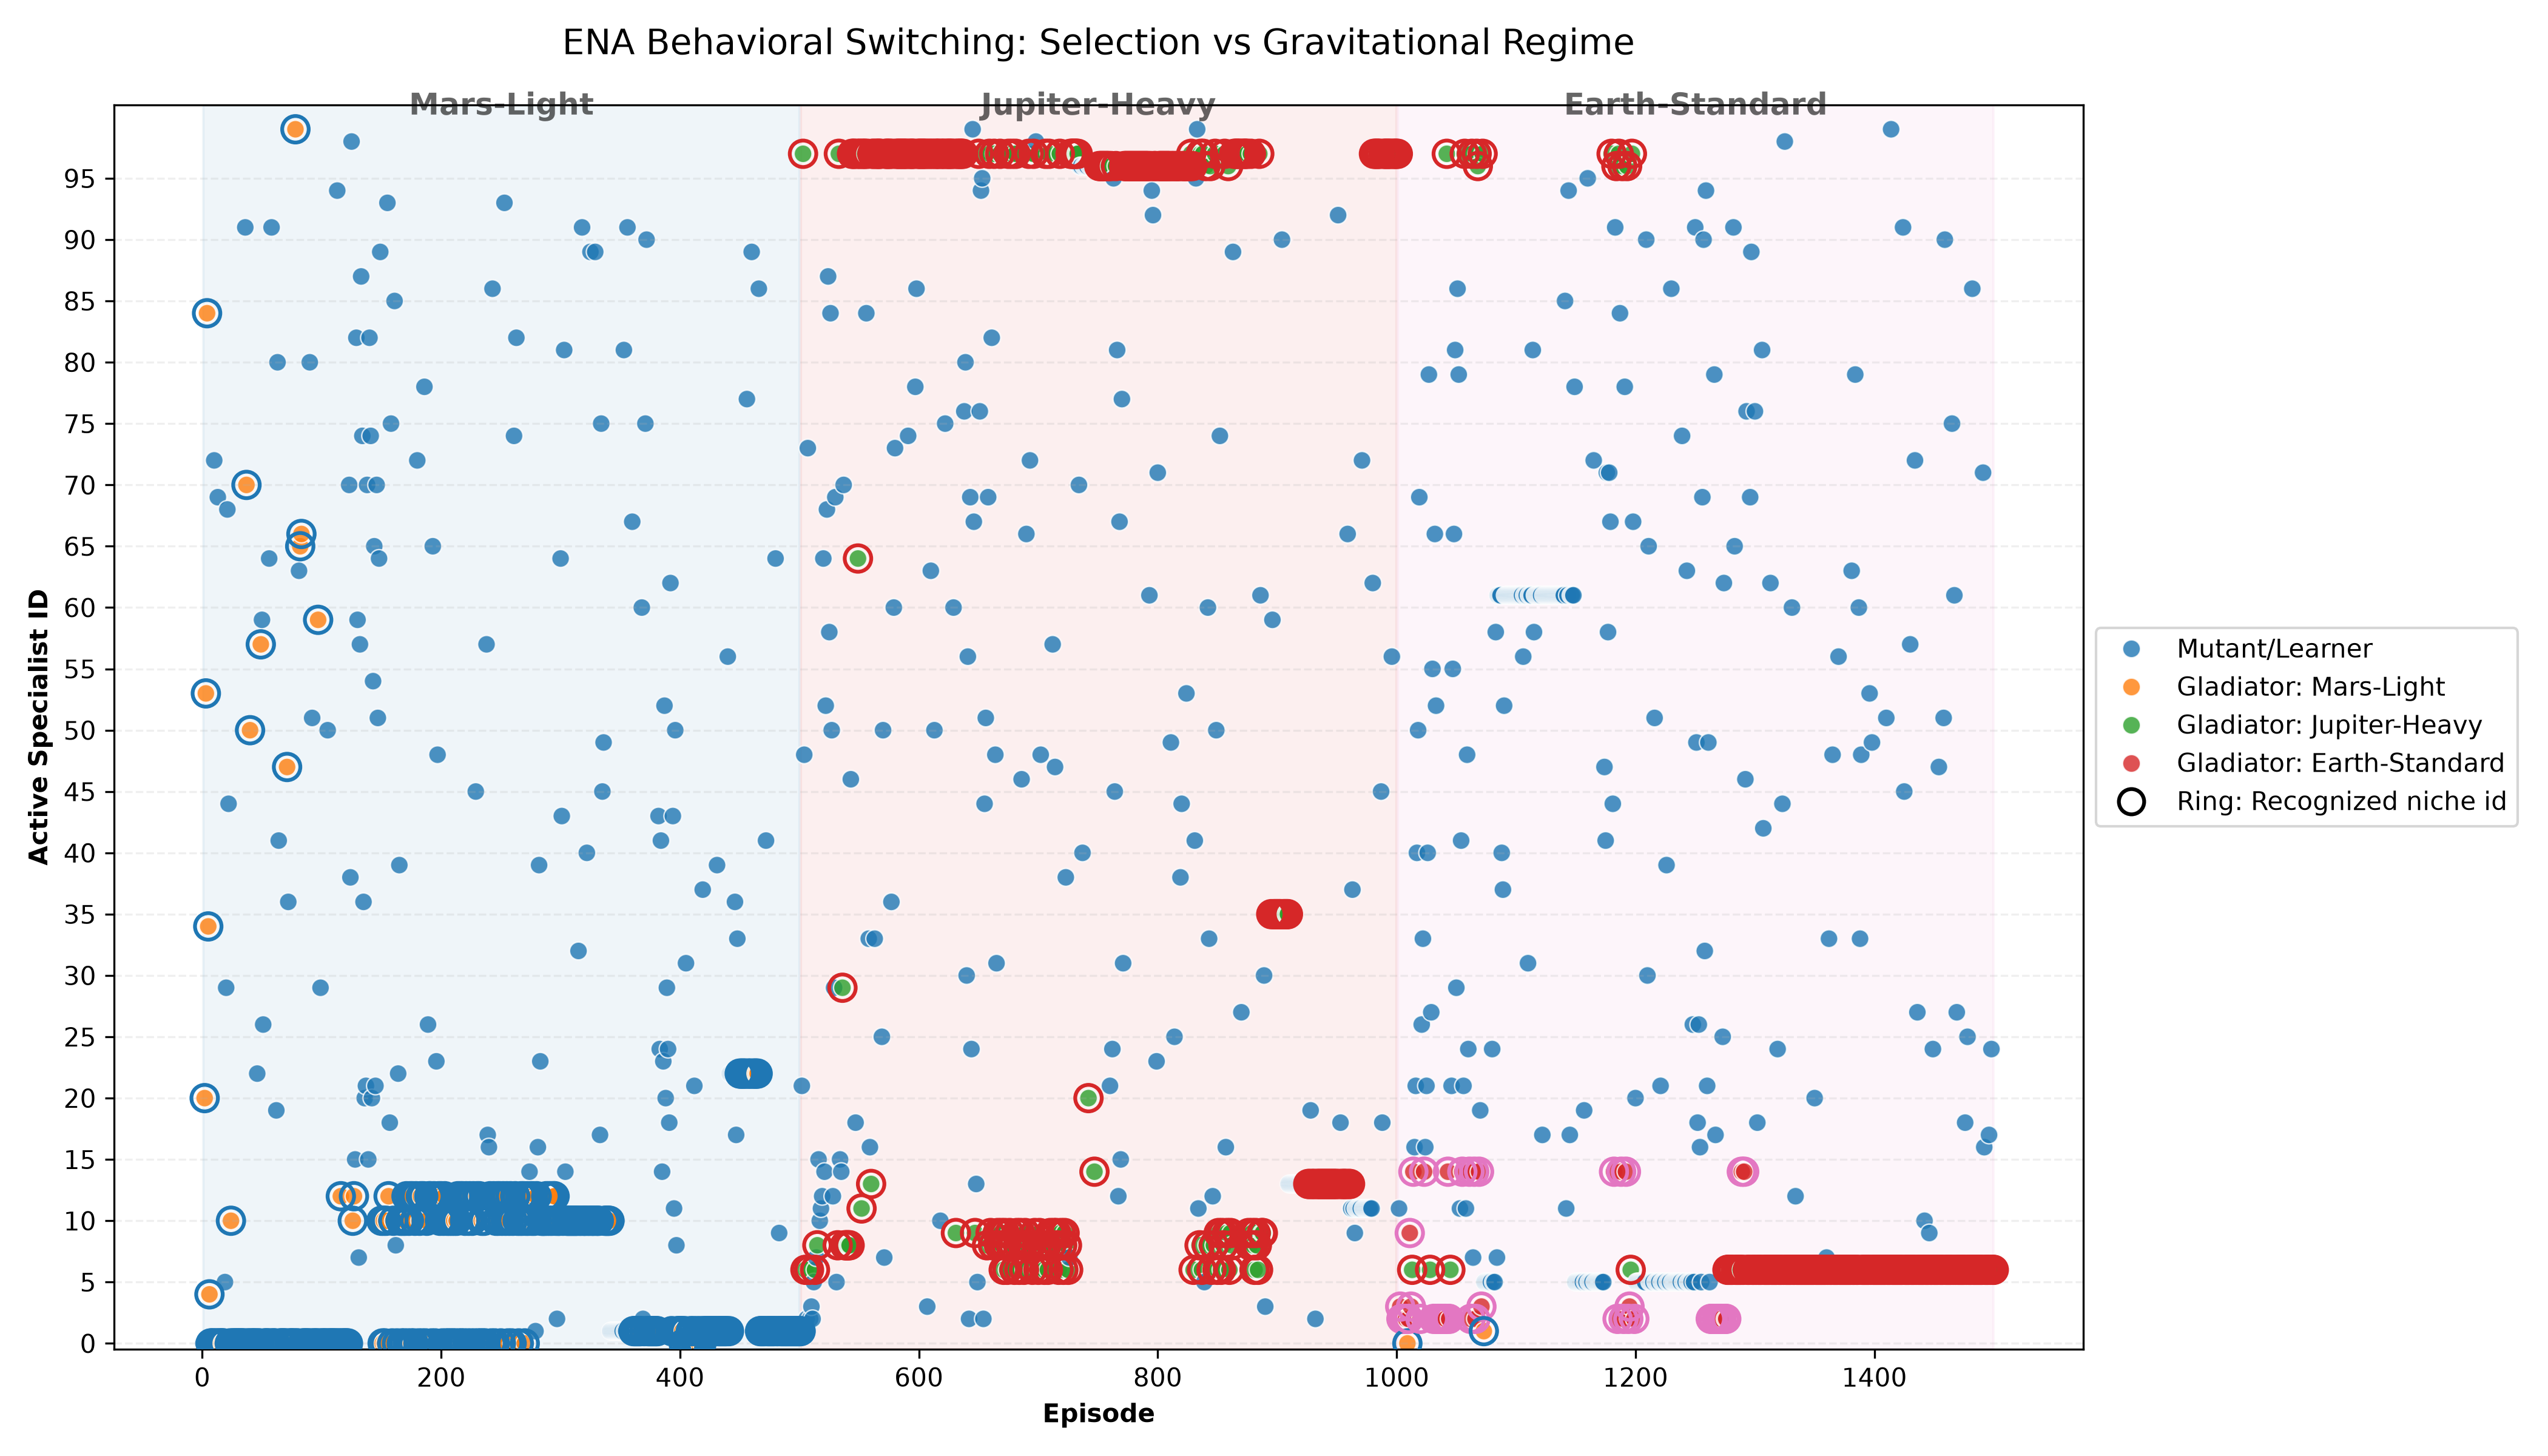 ENA Behavioral Switching: Selection vs Gravitational Regime
Mars-Light
Jupiter-Heavy
Earth-Standard
Active Specialist ID
95
90
85
80
75
70
65
60
55
50
45
40
35
30
25
20
15
10
5
0
0
200
400
600
800
1000
1200
1400
Episode
Mutant/Learner
Gladiator: Mars-Light
Gladiator: Jupiter-Heavy
Gladiator: Earth-Standard
Ring: Recognized niche id